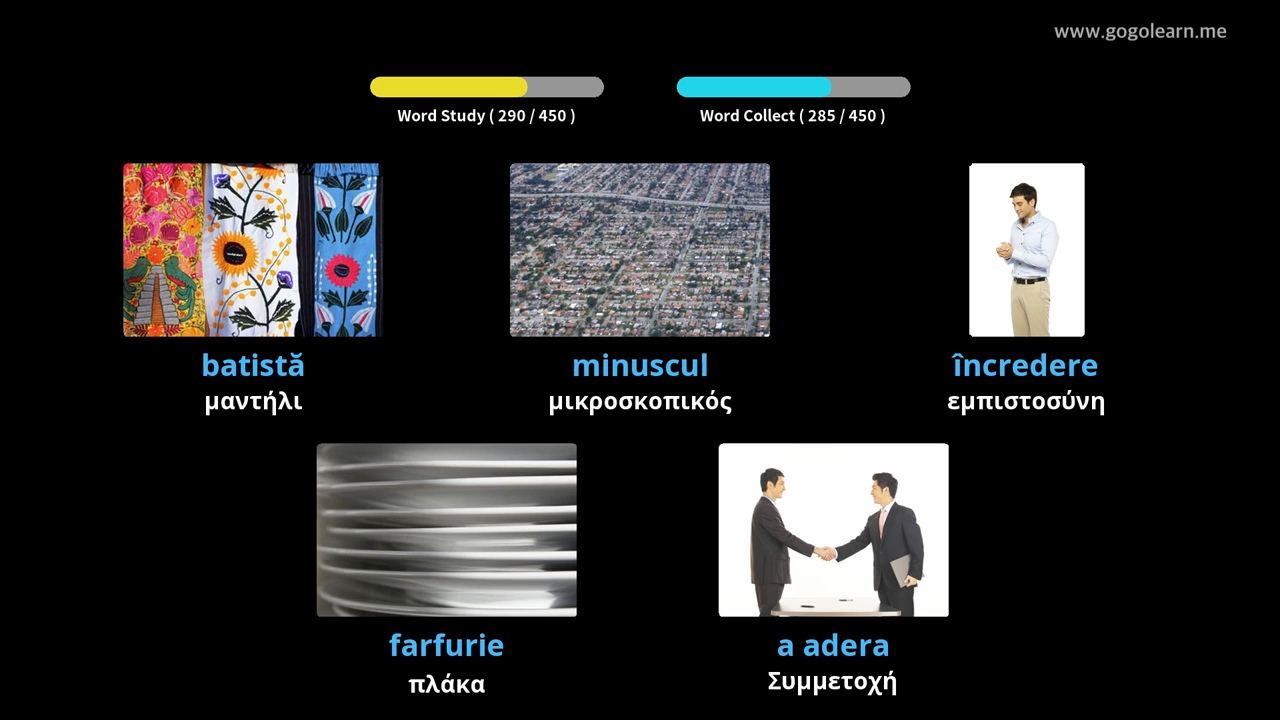 www.gogolearn.me
Word Study ( 290 / 450 )
Word Collect ( 285 / 450 )
batistă
μαντήλι
minuscul
μικροσκοπικός
încredere
εμπιστοσύνη
farfurie
πλάκα
a adera
Συμμετοχή